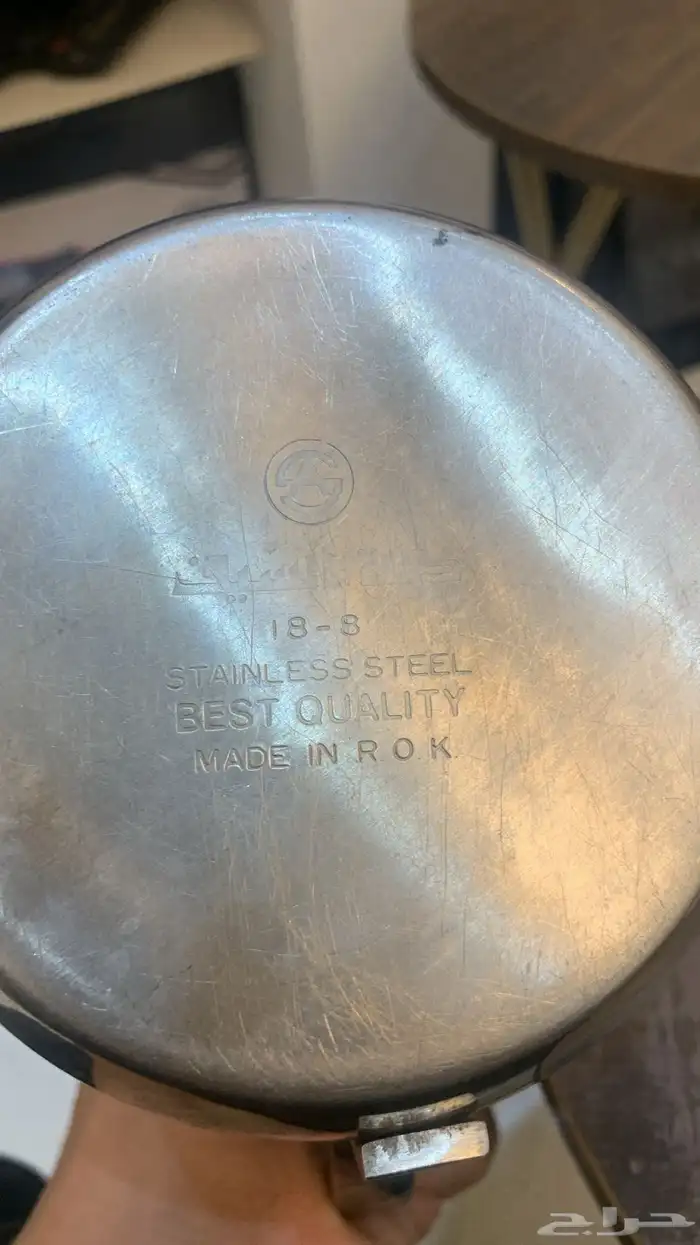 18-8
STAINLESS STEEL
BEST QUALITY
MADE IN R.O.K.
حراج